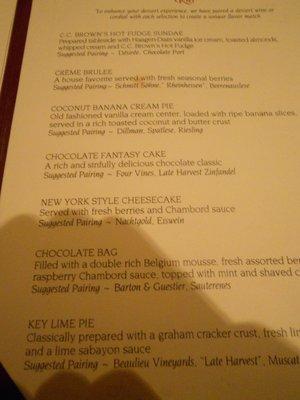 To enhance your dessert experience, we have paired a dessert wine or
cordial with each selection to create a unique flavor match.
C.C. BROWN'S HOT FUDGE SUNDAE
Prepared tableside with Haagen-Dazs vanilla ice cream, toasted almonds,
whipped cream and C.C. Brown's Hot Fudge
Suggested Pairing ~ Deserée, Chocolate Port
CRÈME BRULEE
A house favorite served with fresh seasonal berries
Suggested Pairing ~ Schmitt Söhne, "Rheinhessen", Beerenauslese
COCONUT BANANA CREAM PIE
Old fashioned vanilla cream center, loaded with ripe banana slices,
served in a rich toasted coconut and butter crust
Suggested Pairing ~ Dillman, Spatlese, Riesling
CHOCOLATE FANTASY CAKE
A rich and sinfully delicious chocolate classic
Suggested Pairing ~ Four Vines, Late Harvest Zinfandel
NEW YORK STYLE CHEESECAKE
Served with fresh berries and Chambord sauce
Suggested Pairing ~ Nachtgold, Eiswein
CHOCOLATE BAG
Filled with a double rich Belgium mousse, fresh assorted ber
raspberry Chambord sauce, topped with mint and shaved c
Suggested Pairing ~ Barton & Guestier, Sauterenes
KEY LIME PIE
Classically prepared with a graham cracker crust, fresh lim
and a lime sabayon sauce
Suggested Pairing ~ Beaulieu Vineyards, "Late Harvest", Muscat